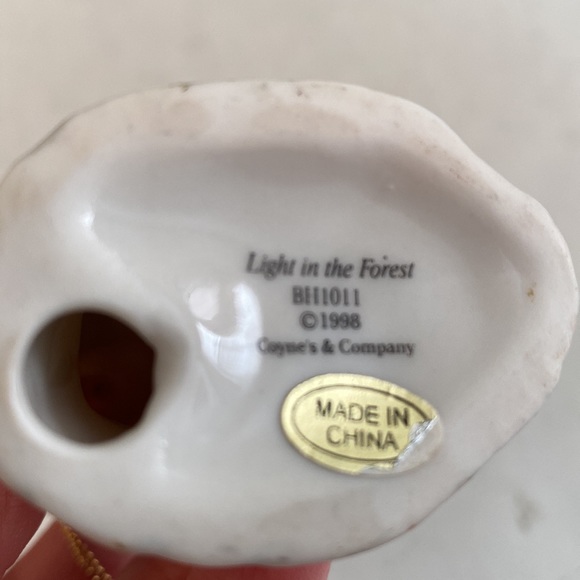 Light in the Forest
BH1011
©1998
Coyne's & Company
MADE IN
CHINA